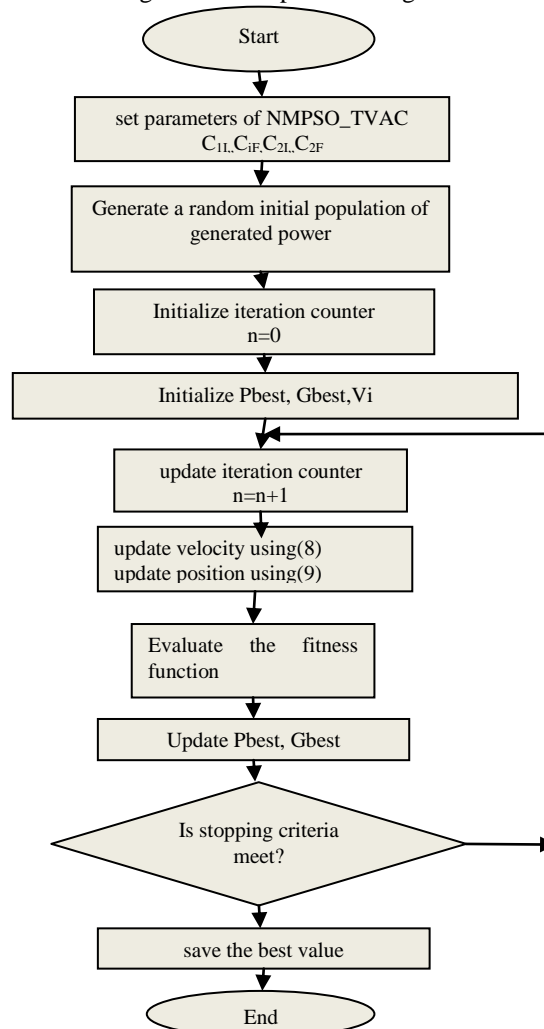 Start
set parameters of NMPSO_TVAC
C1I,,CiF,C2I,,C2F
Generate a random initial population of
generated power
Initialize iteration counter
n=0
Initialize Pbest, Gbest,Vi
update iteration counter
n=n+1
update velocity using(8)
update position using(9)
Evaluate the fitness
function
Update Pbest, Gbest
Is stopping criteria
meet?
save the best value
End